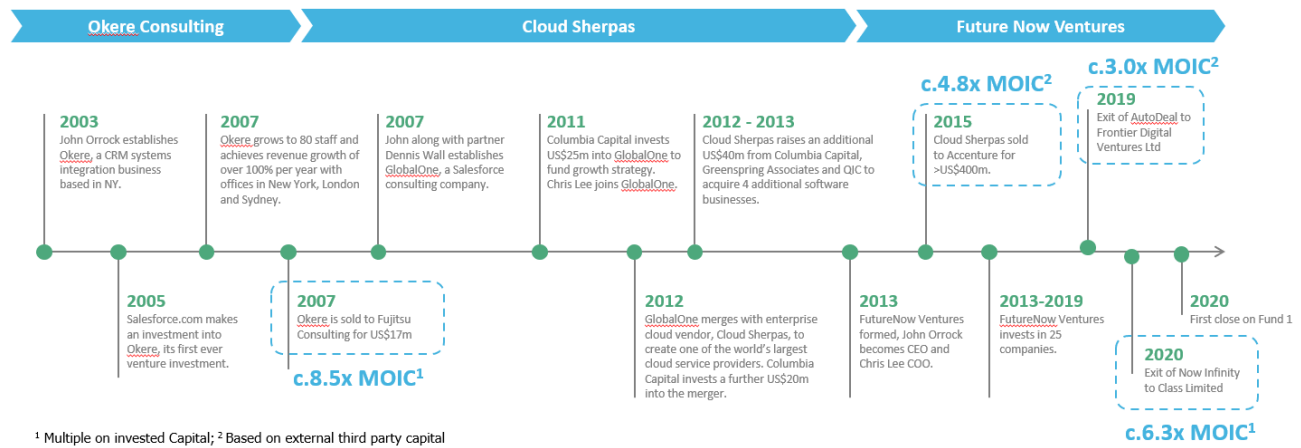 Okere Consulting
Cloud Sherpas
Future Now Ventures
c.4.8x MOIC²
c.3.0x MOIC²
2003
John Orrock establishes
Okere, a CRM systems
integration business
based in NY.
2007
Okere grows to 80 staff and
achieves revenue growth of
over 100% per year with
offices in New York, London
and Sydney.
2007
John along with partner
Dennis Wall establishes
GlobalOne, a Salesforce
consulting company.
2011
Columbia Capital invests
US$25m into GlobalOne to
fund growth strategy.
Chris Lee joins GlobalOne.
2012 - 2013
Cloud Sherpas raises an additional
US$40m from Columbia Capital,
Greenspring Associates and QIC to
acquire 4 additional software
businesses.
2015
Cloud Sherpas sold
to Accenture for
>US$400m.
2019
Exit of AutoDeal to
Frontier Digital
Ventures Ltd
2005
Salesforce.com makes
an investment into
Okere, its first ever
venture investment.
2007
Okere is sold to Fujitsu
Consulting for US$17m
c.8.5x MOIC¹
2012
GlobalOne merges with enterprise
cloud vendor, Cloud Sherpas, to
create one of the world's largest
cloud service providers. Columbia
Capital invests a further US$20m
into the merger.
2013
FutureNow Ventures
formed, John Orrock
becomes CEO and
Chris Lee COO.
2013-2019
FutureNow Ventures
invests in 25
companies.
2020
Exit of Now Infinity
to Class Limited
c.6.3x MOIC¹
2020
First close on Fund 1
¹ Multiple on invested Capital; ² Based on external third party capital